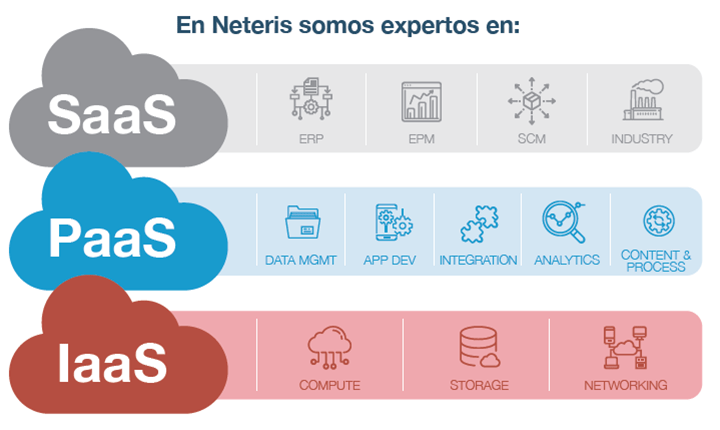 En Neteris somos expertos en:
SaaS
ERP
EPM
SCM
INDUSTRY
PaaS
DATA MGMT
APP DEV
INTEGRATION
ANALYTICS
CONTENT &
PROCESS
IaaS
COMPUTE
STORAGE
NETWORKING